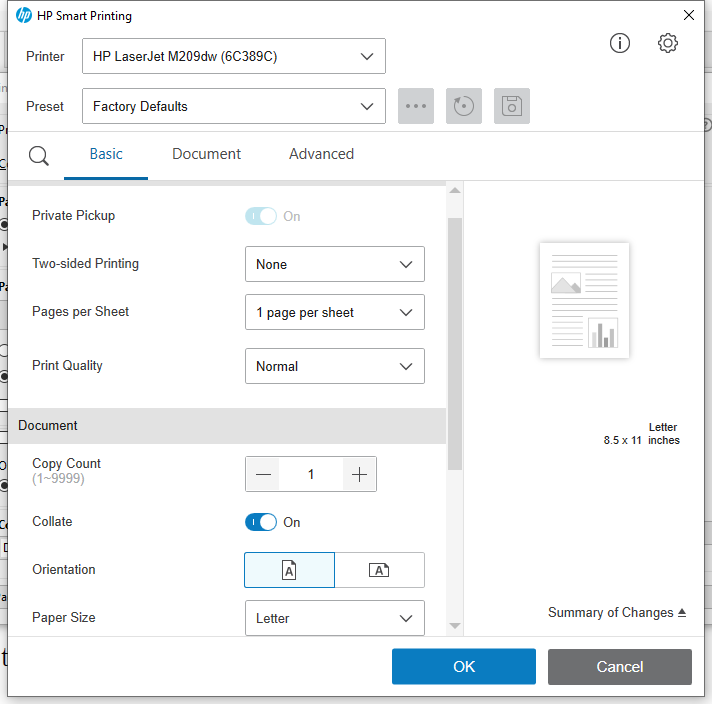 HP Smart Printing
Printer
HP LaserJet M209dw (6C389C)
Preset
Factory Defaults
Basic
Document
Advanced
Private Pickup
On
Two-sided Printing
None
Pages per Sheet
1 page per sheet
Print Quality
Normal
Document
Copy Count
(1~9999)
1
Collate
On
Orientation
A
A
Paper Size
Letter
Letter
8.5 x 11 inches
Summary of Changes
OK
Cancel